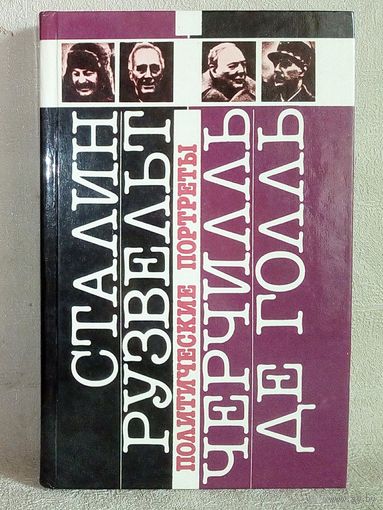 СТАЛИН
РУЗВЕЛЬТ
ПОЛИТИЧЕСКИЕ ПОРТРЕТЫ
ЧЕРЧИЛЛЬ
ДЕ ГОЛЛЬ